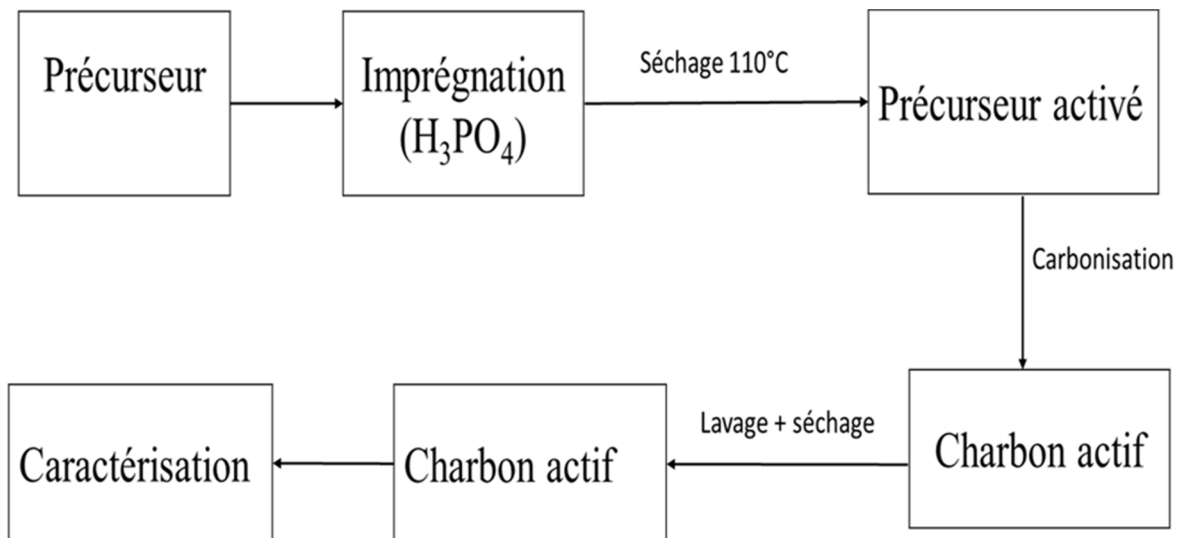 Précurseur
Imprégnation
(H₃PO₄)
Séchage 110°C
Précurseur activé
Carbonisation
Charbon actif
Lavage + séchage
Charbon actif
Caractérisation